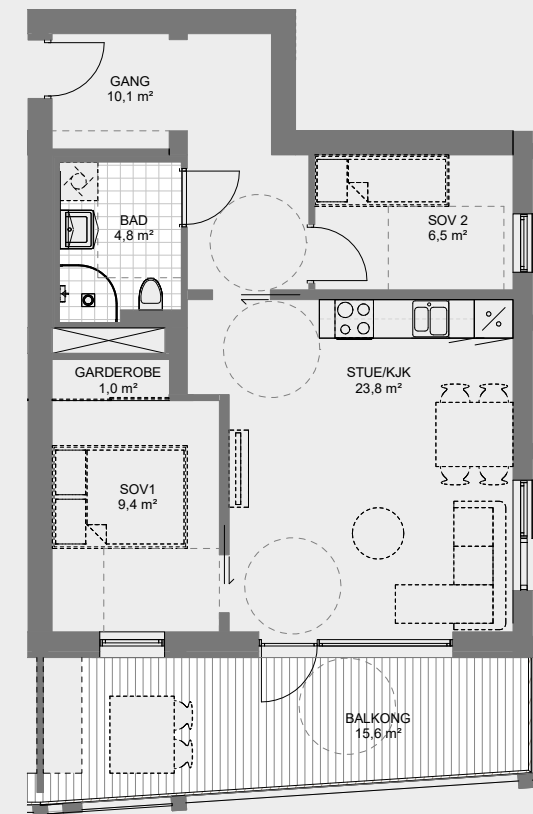 GANG
10,1 m²
BAD
4,8 m²
SOV 2
6,5 m²
GARDEROBE
1,0 m²
STUE/KJK
23,8 m²
SOV1
9,4 m²
BALKONG
15,6 m²